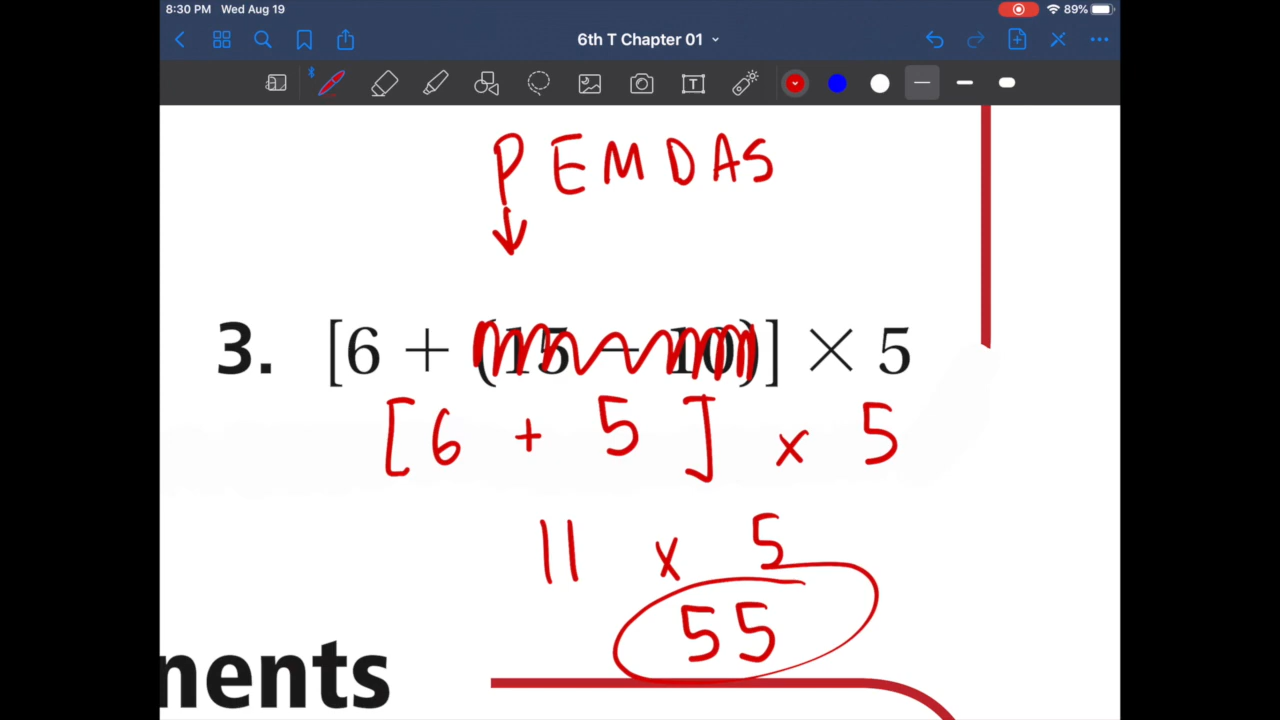 8:30 PM Wed Aug 19 89%
6th T Chapter 01
T
P E M D A S
3. [6 + (15 − 10)] × 5
[6 + 5] x 5
11 x 5
55
nents